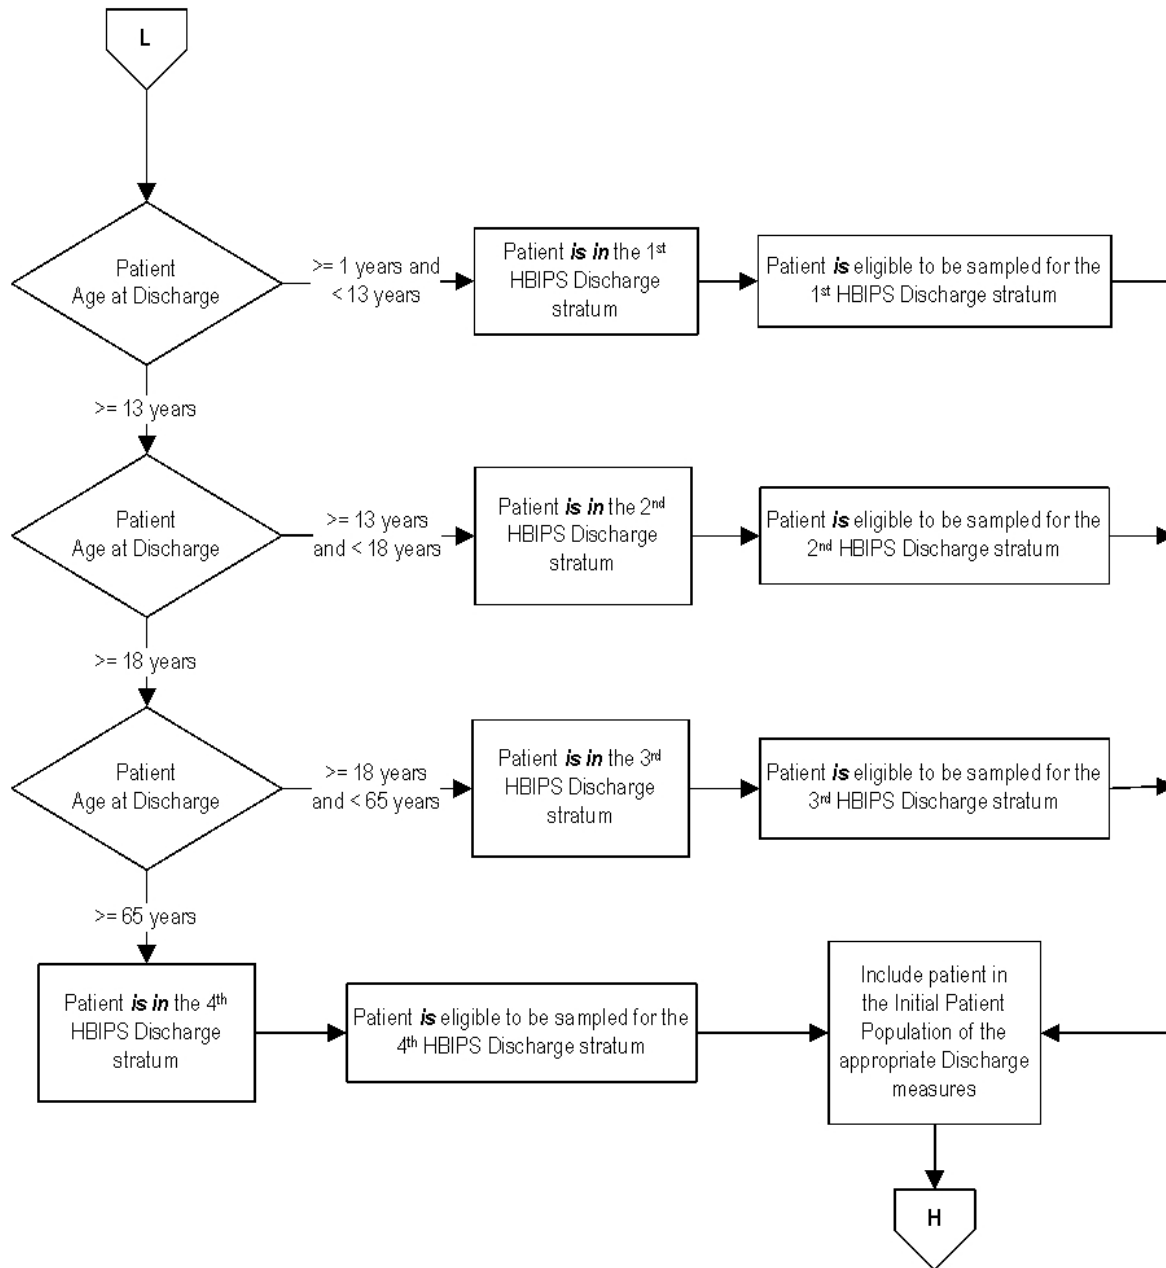 L
Patient
Age at Discharge
>= 1 years and
< 13 years
Patient is in the 1st
HBIPS Discharge
stratum
Patient is eligible to be sampled for the
1st HBIPS Discharge stratum
>= 13 years
Patient
Age at Discharge
>= 13 years
and < 18 years
Patient is in the 2nd
HBIPS Discharge
stratum
Patient is eligible to be sampled for the
2nd HBIPS Discharge stratum
>= 18 years
Patient
Age at Discharge
>= 18 years
and < 65 years
Patient is in the 3rd
HBIPS Discharge
stratum
Patient is eligible to be sampled for the
3rd HBIPS Discharge stratum
>= 65 years
Patient is in the 4th
HBIPS Discharge
stratum
Patient is eligible to be sampled for the
4th HBIPS Discharge stratum
Include patient in
the Initial Patient
Population of the
appropriate Discharge
measures
H